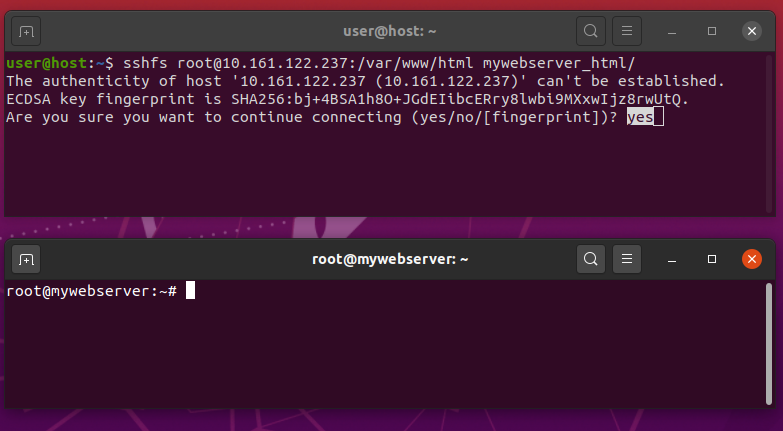 user@host: ~
user@host:~$ sshfs root@10.161.122.237:/var/www/html mywebserver_html/
The authenticity of host '10.161.122.237 (10.161.122.237)' can't be established.
ECDSA key fingerprint is SHA256:bj+4BSA1h8O+JGdEIibcERry8lwbi9MXxwIjz8rwUtQ.
Are you sure you want to continue connecting (yes/no/[fingerprint])? yes
root@mywebserver: ~
root@mywebserver:~#